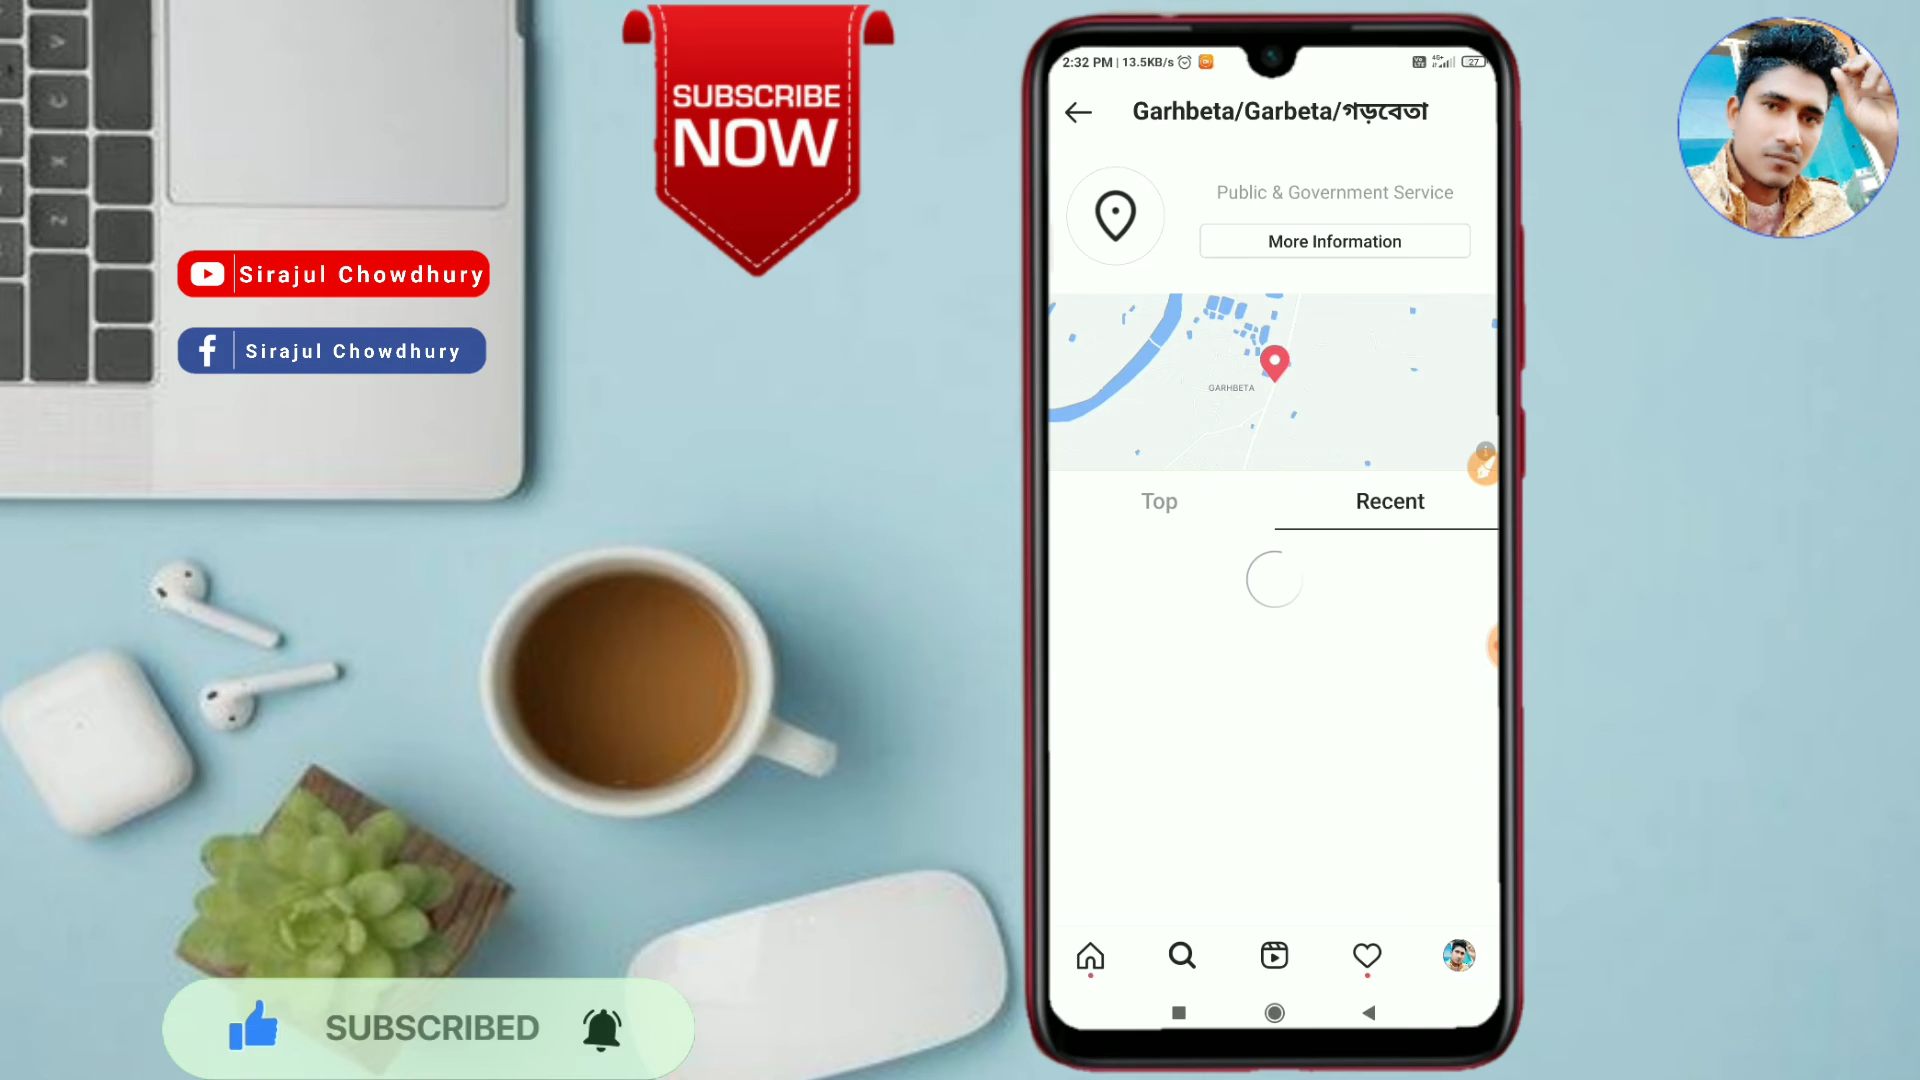 SUBSCRIBE
NOW
Sirajul Chowdhury
Sirajul Chowdhury
SUBSCRIBED
2:32 PM | 13.5KB/s
27
Garhbeta/Garbeta/গড়বেতা
Public & Government Service
More Information
GARHBETA
Top
Recent